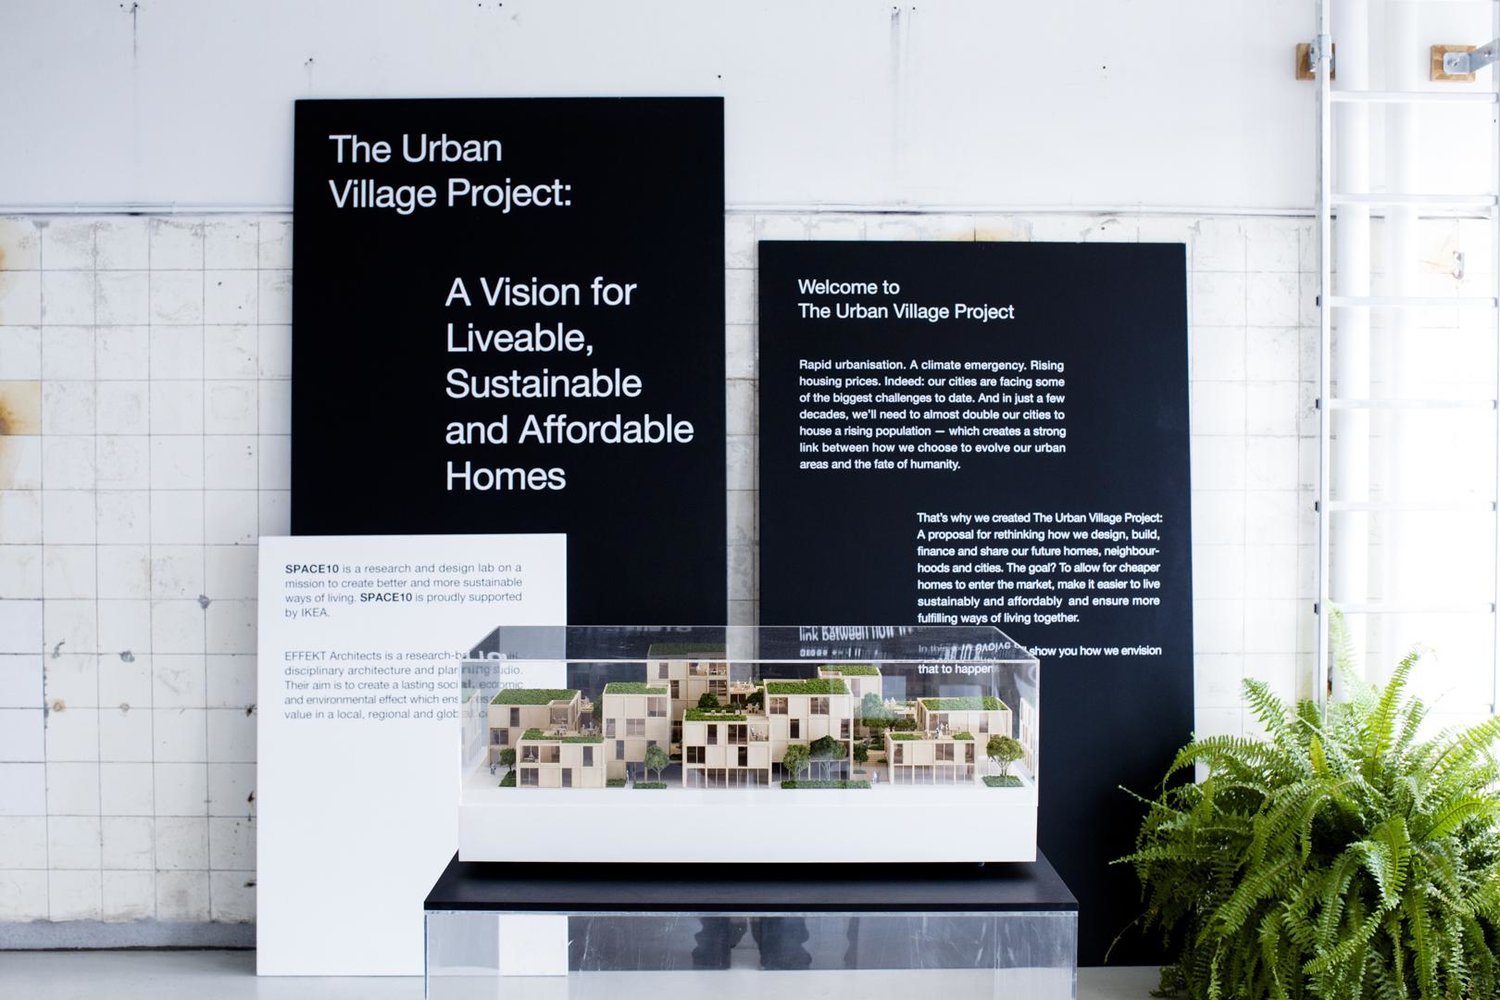 The Urban
Village Project:
A Vision for
Liveable,
Sustainable
and Affordable
Homes
Welcome to
The Urban Village Project
Rapid urbanisation. A climate emergency. Rising
housing prices. Indeed: our cities are facing some
of the biggest challenges to date. And in just a few
decades, we'll need to almost double our cities to
house a rising population — which creates a strong
link between how we choose to evolve our urban
areas and the fate of humanity.
That's why we created The Urban Village Project:
A proposal for rethinking how we design, build,
finance and share our future homes, neighbour-
hoods and cities. The goal? To allow for cheaper
homes to enter the market, make it easier to live
sustainably and affordably and ensure more
fulfilling ways of living together.
show you how we envision
that to happen
SPACE10 is a research and design lab on a
mission to create better and more sustainable
ways of living. SPACE10 is proudly supported
by IKEA.
EFFEKT Architects is a
disciplinary architecture and planning studio.
Their aim is to create a lasting social, economic
and environmental effect which
value in a local, regional and global